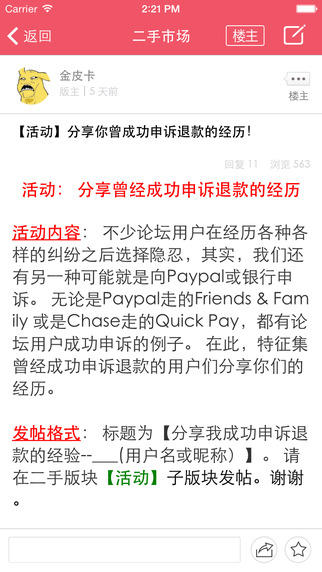 Carrier 2:21 PM
返回 二手市场 楼主
金皮卡
版主 | 5 天前
楼主
【活动】分享你曾成功申诉退款的经历！
回复 11 浏览 563
活动： 分享曾经成功申诉退款的经历
活动内容： 不少论坛用户在经历各种各
样的纠纷之后选择隐忍，其实，我们还
有另一种可能就是向Paypal或银行申
诉。 无论是Paypal走的Friends & Fam
ily 或是Chase走的Quick Pay，都有论
坛用户成功申诉的例子。 在此，特征集
曾经成功申诉退款的用户们分享你们的
经历。
发帖格式： 标题为【分享我成功申诉退
款的经验--___(用户名或昵称）】。 请
在二手版块【活动】子版块发帖。谢谢
。